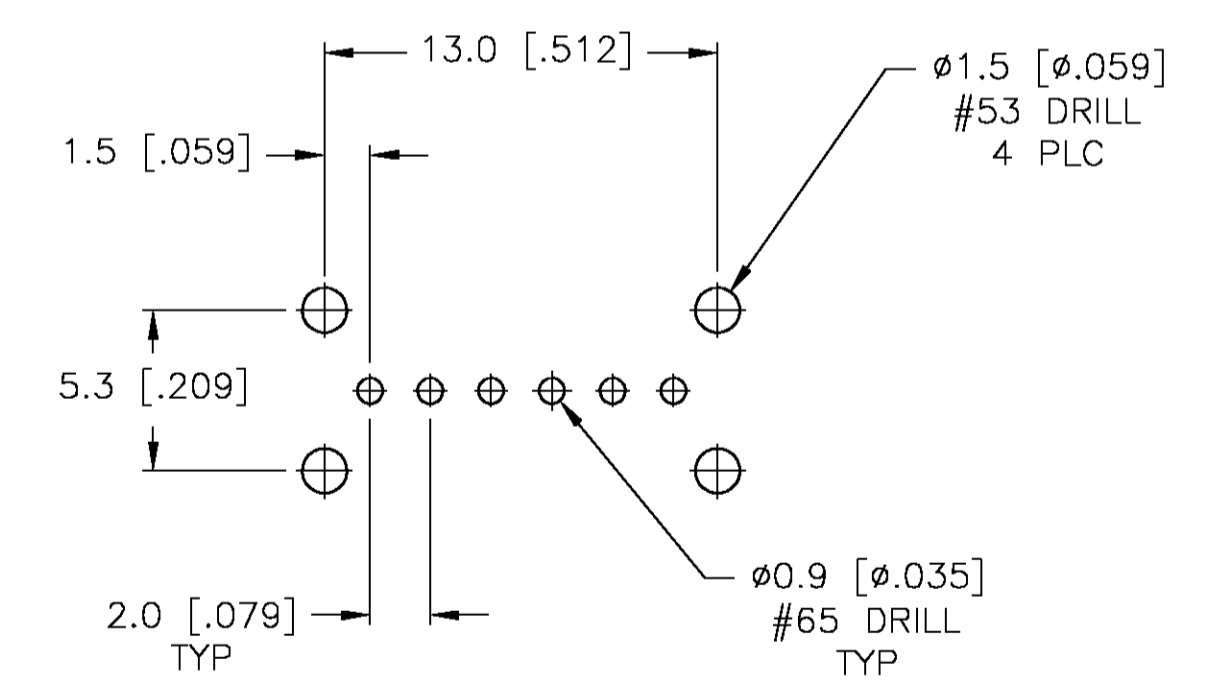 13.0 [.512]
ø1.5 [ø.059]
#53 DRILL
4 PLC
1.5 [.059]
5.3 [.209]
2.0 [.079]
TYP
ø0.9 [ø.035]
#65 DRILL
TYP